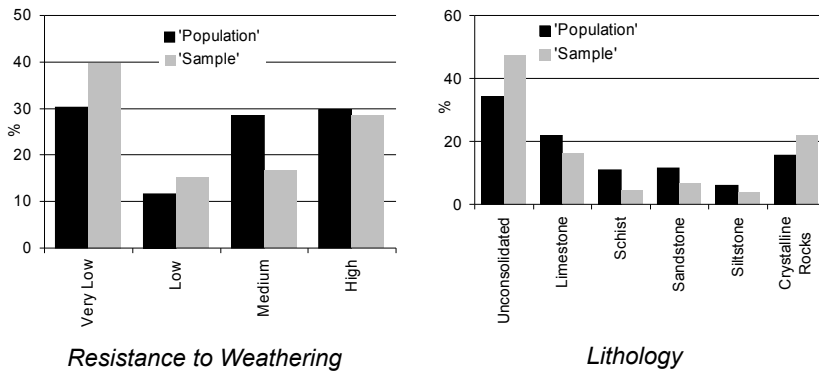 'Population'
'Sample'
50
40
30
20
10
0
%
Very Low
Low
Medium
High
Resistance to Weathering
'Population'
'Sample'
60
40
20
0
%
Unconsolidated
Limestone
Schist
Sandstone
Siltstone
Crystalline
Rocks
Lithology